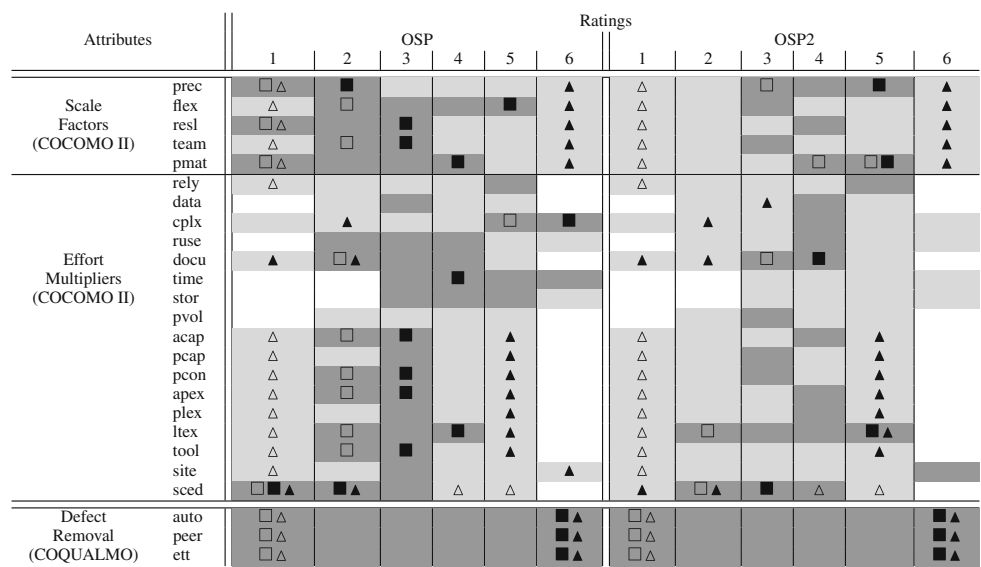 Ratings
Attributes OSP OSP2
1 2 3 4 5 6 1 2 3 4 5 6
prec
Scale flex
Factors resl
(COCOMO II) team
pmat
rely
data
cplx
ruse
Effort docu
Multipliers time
(COCOMO II) stor
pvol
acap
pcap
pcon
apex
plex
ltex
tool
site
sced
Defect auto
Removal peer
(COQUALMO) ett